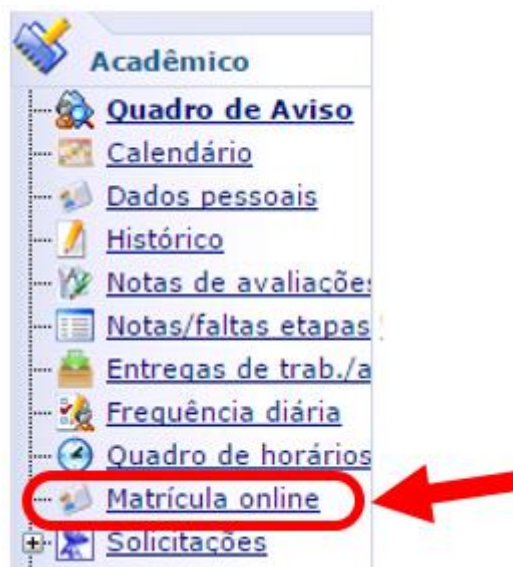 Acadêmico
Quadro de Aviso
Calendário
Dados pessoais
Histórico
Notas de avaliações
Notas/faltas etapas
Entregas de trab./a
Frequência diária
Quadro de horários
Matrícula online
Solicitações